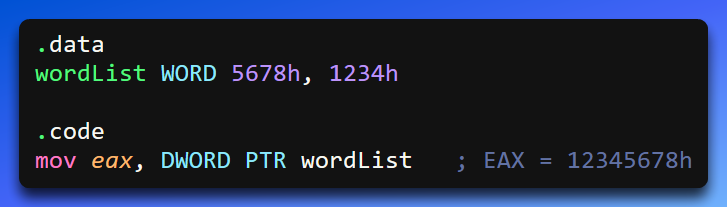 .data
wordList WORD 5678h, 1234h
.code
mov eax, DWORD PTR wordList ; EAX = 12345678h